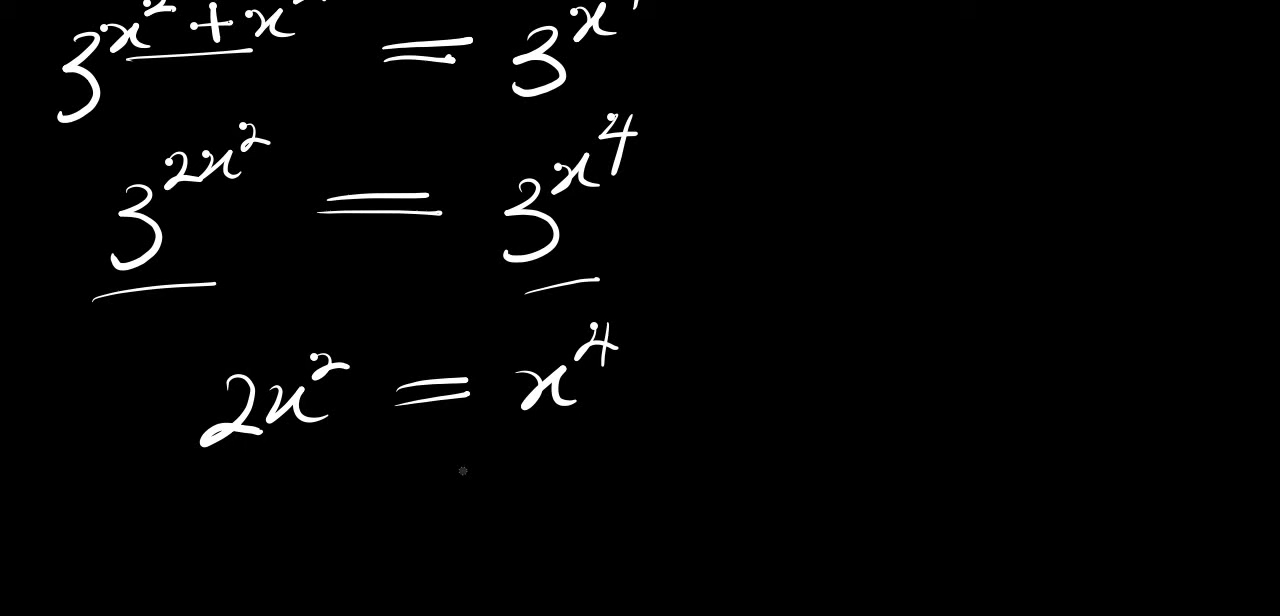 3^{x^2+x^2} = 3^{x^4}
3^{2x^2} = 3^{x^4}
2x^2 = x^4